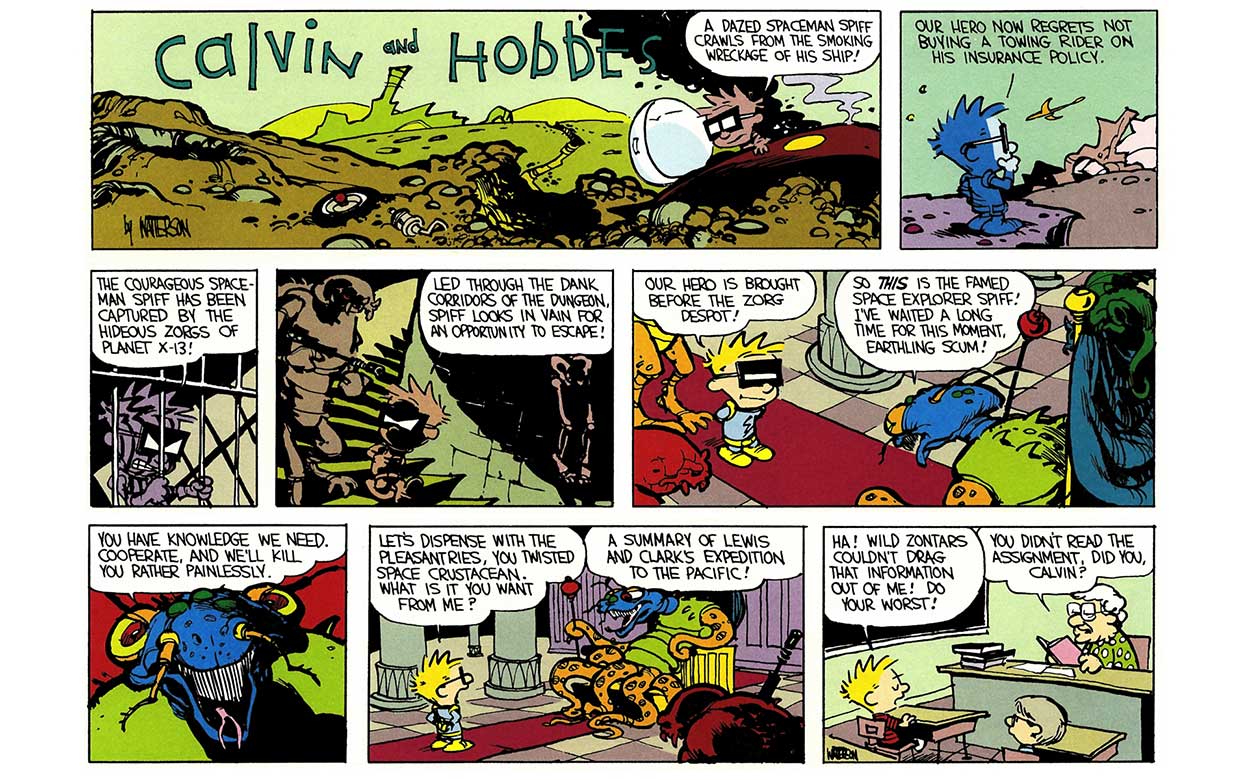 Calvin and Hobbes
by WATTERSON
A DAZED SPACEMAN SPIFF
CRAWLS FROM THE SMOKING
WRECKAGE OF HIS SHIP!
OUR HERO NOW REGRETS NOT
BUYING A TOWING RIDER ON
HIS INSURANCE POLICY.
THE COURAGEOUS SPACE-
MAN SPIFF HAS BEEN
CAPTURED BY THE
HIDEOUS ZORGS OF
PLANET X-13!
LED THROUGH THE DANK
CORRIDORS OF THE DUNGEON,
SPIFF LOOKS IN VAIN FOR
AN OPPORTUNITY TO ESCAPE!
OUR HERO IS BROUGHT
BEFORE THE ZORG
DESPOT!
SO THIS IS THE FAMED
SPACE EXPLORER SPIFF!
I'VE WAITED A LONG
TIME FOR THIS MOMENT,
EARTHLING SCUM!
YOU HAVE KNOWLEDGE WE NEED.
COOPERATE, AND WE'LL KILL
YOU RATHER PAINLESSLY.
LET'S DISPENSE WITH THE
PLEASANTRIES, YOU TWISTED
SPACE CRUSTACEAN.
WHAT IS IT YOU WANT
FROM ME?
A SUMMARY OF LEWIS
AND CLARK'S EXPEDITION
TO THE PACIFIC!
HA! WILD ZONTARS
COULDN'T DRAG
THAT INFORMATION
OUT OF ME! DO
YOUR WORST!
YOU DIDN'T READ THE
ASSIGNMENT, DID YOU,
CALVIN?
WATTERSON